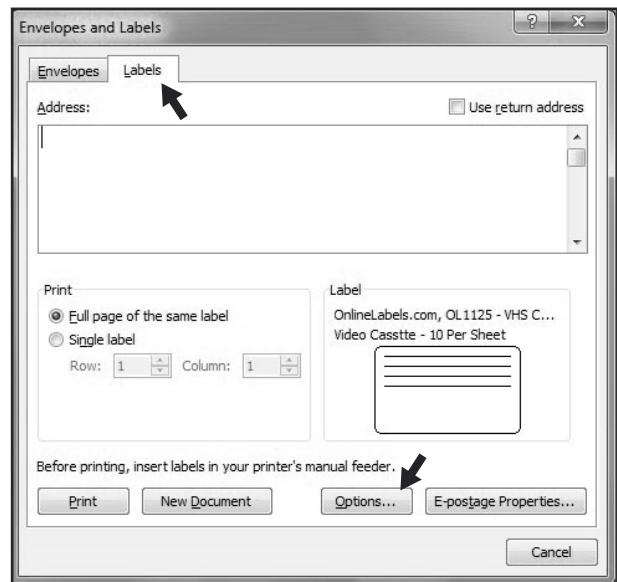 Envelopes and Labels
Envelopes Labels
Address: Use return address
Print
Full page of the same label
Single label
Row: 1 Column: 1
Label
OnlineLabels.com, OL1125 - VHS C...
Video Casstte - 10 Per Sheet
Before printing, insert labels in your printer's manual feeder.
Print New Document Options... E-postage Properties...
Cancel